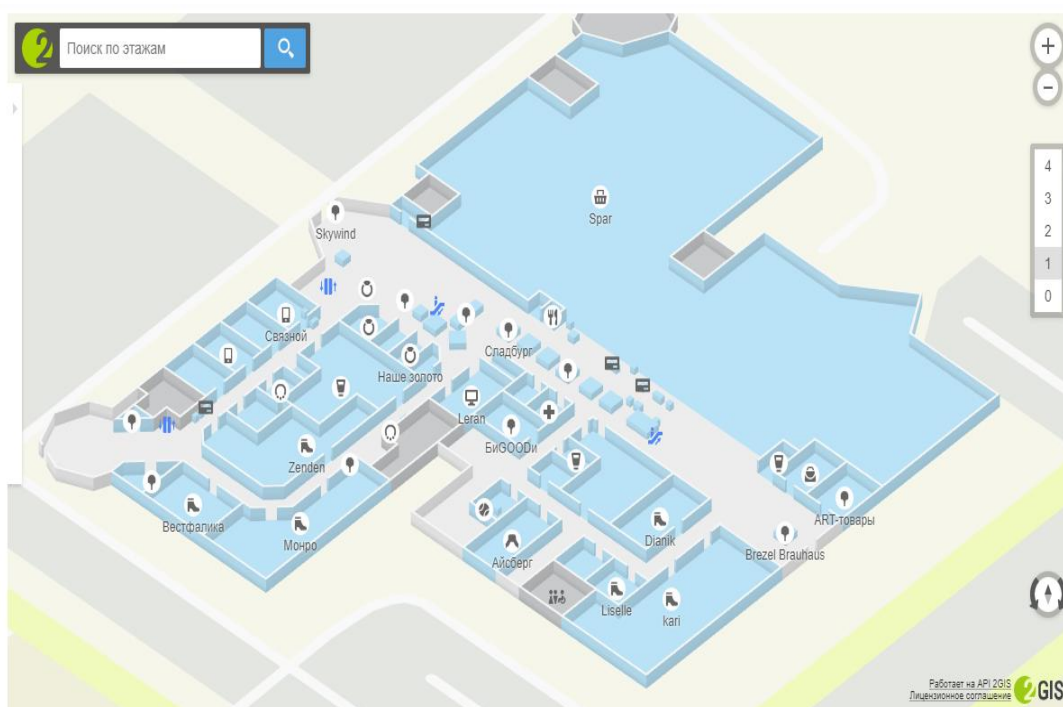 2
Поиск по этажам
+
−
4
3
2
1
0
Spar
Skywind
Связной
Сладбург
Наше золото
Leran
БиGOODи
Zenden
Вестфалика
Монро
Айсберг
Dianik
ART-товары
Brezel Brauhaus
Liselle
kari
Работает на API 2GIS
Лицензионное соглашение
2GIS